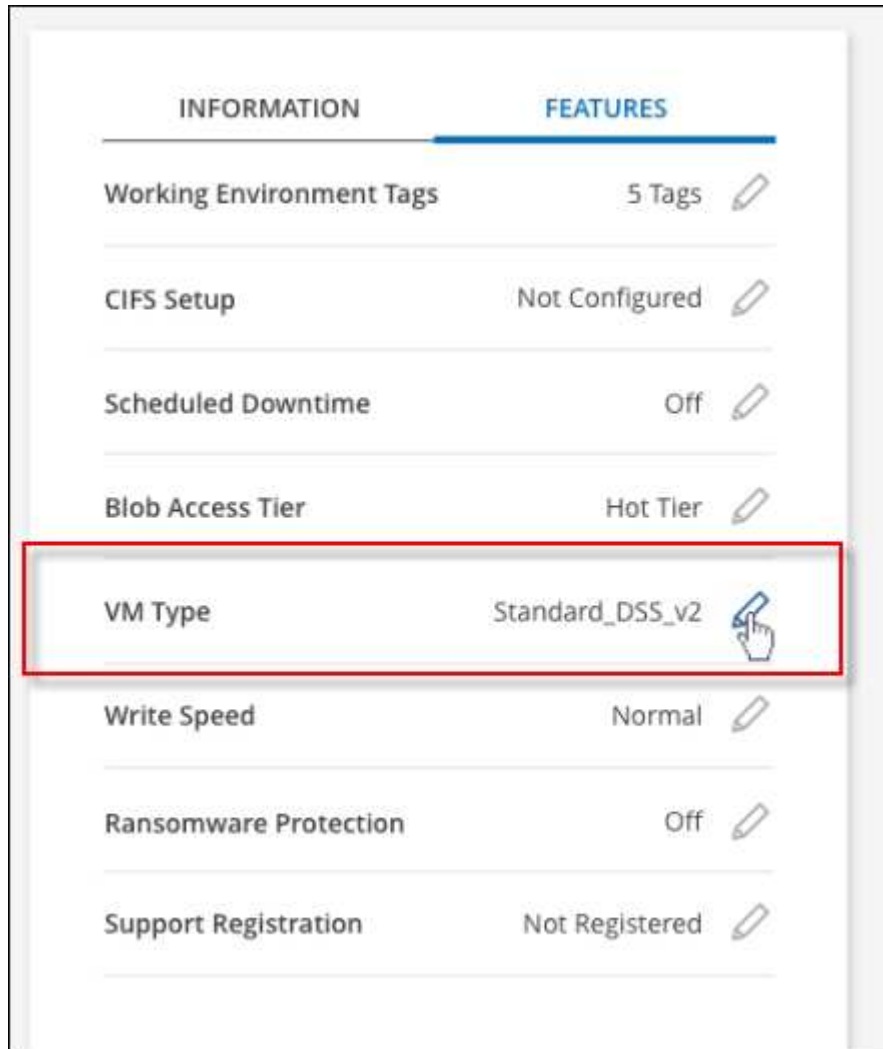 INFORMATION FEATURES
Working Environment Tags 5 Tags
CIFS Setup Not Configured
Scheduled Downtime Off
Blob Access Tier Hot Tier
VM Type Standard_DSS_v2
Write Speed Normal
Ransomware Protection Off
Support Registration Not Registered